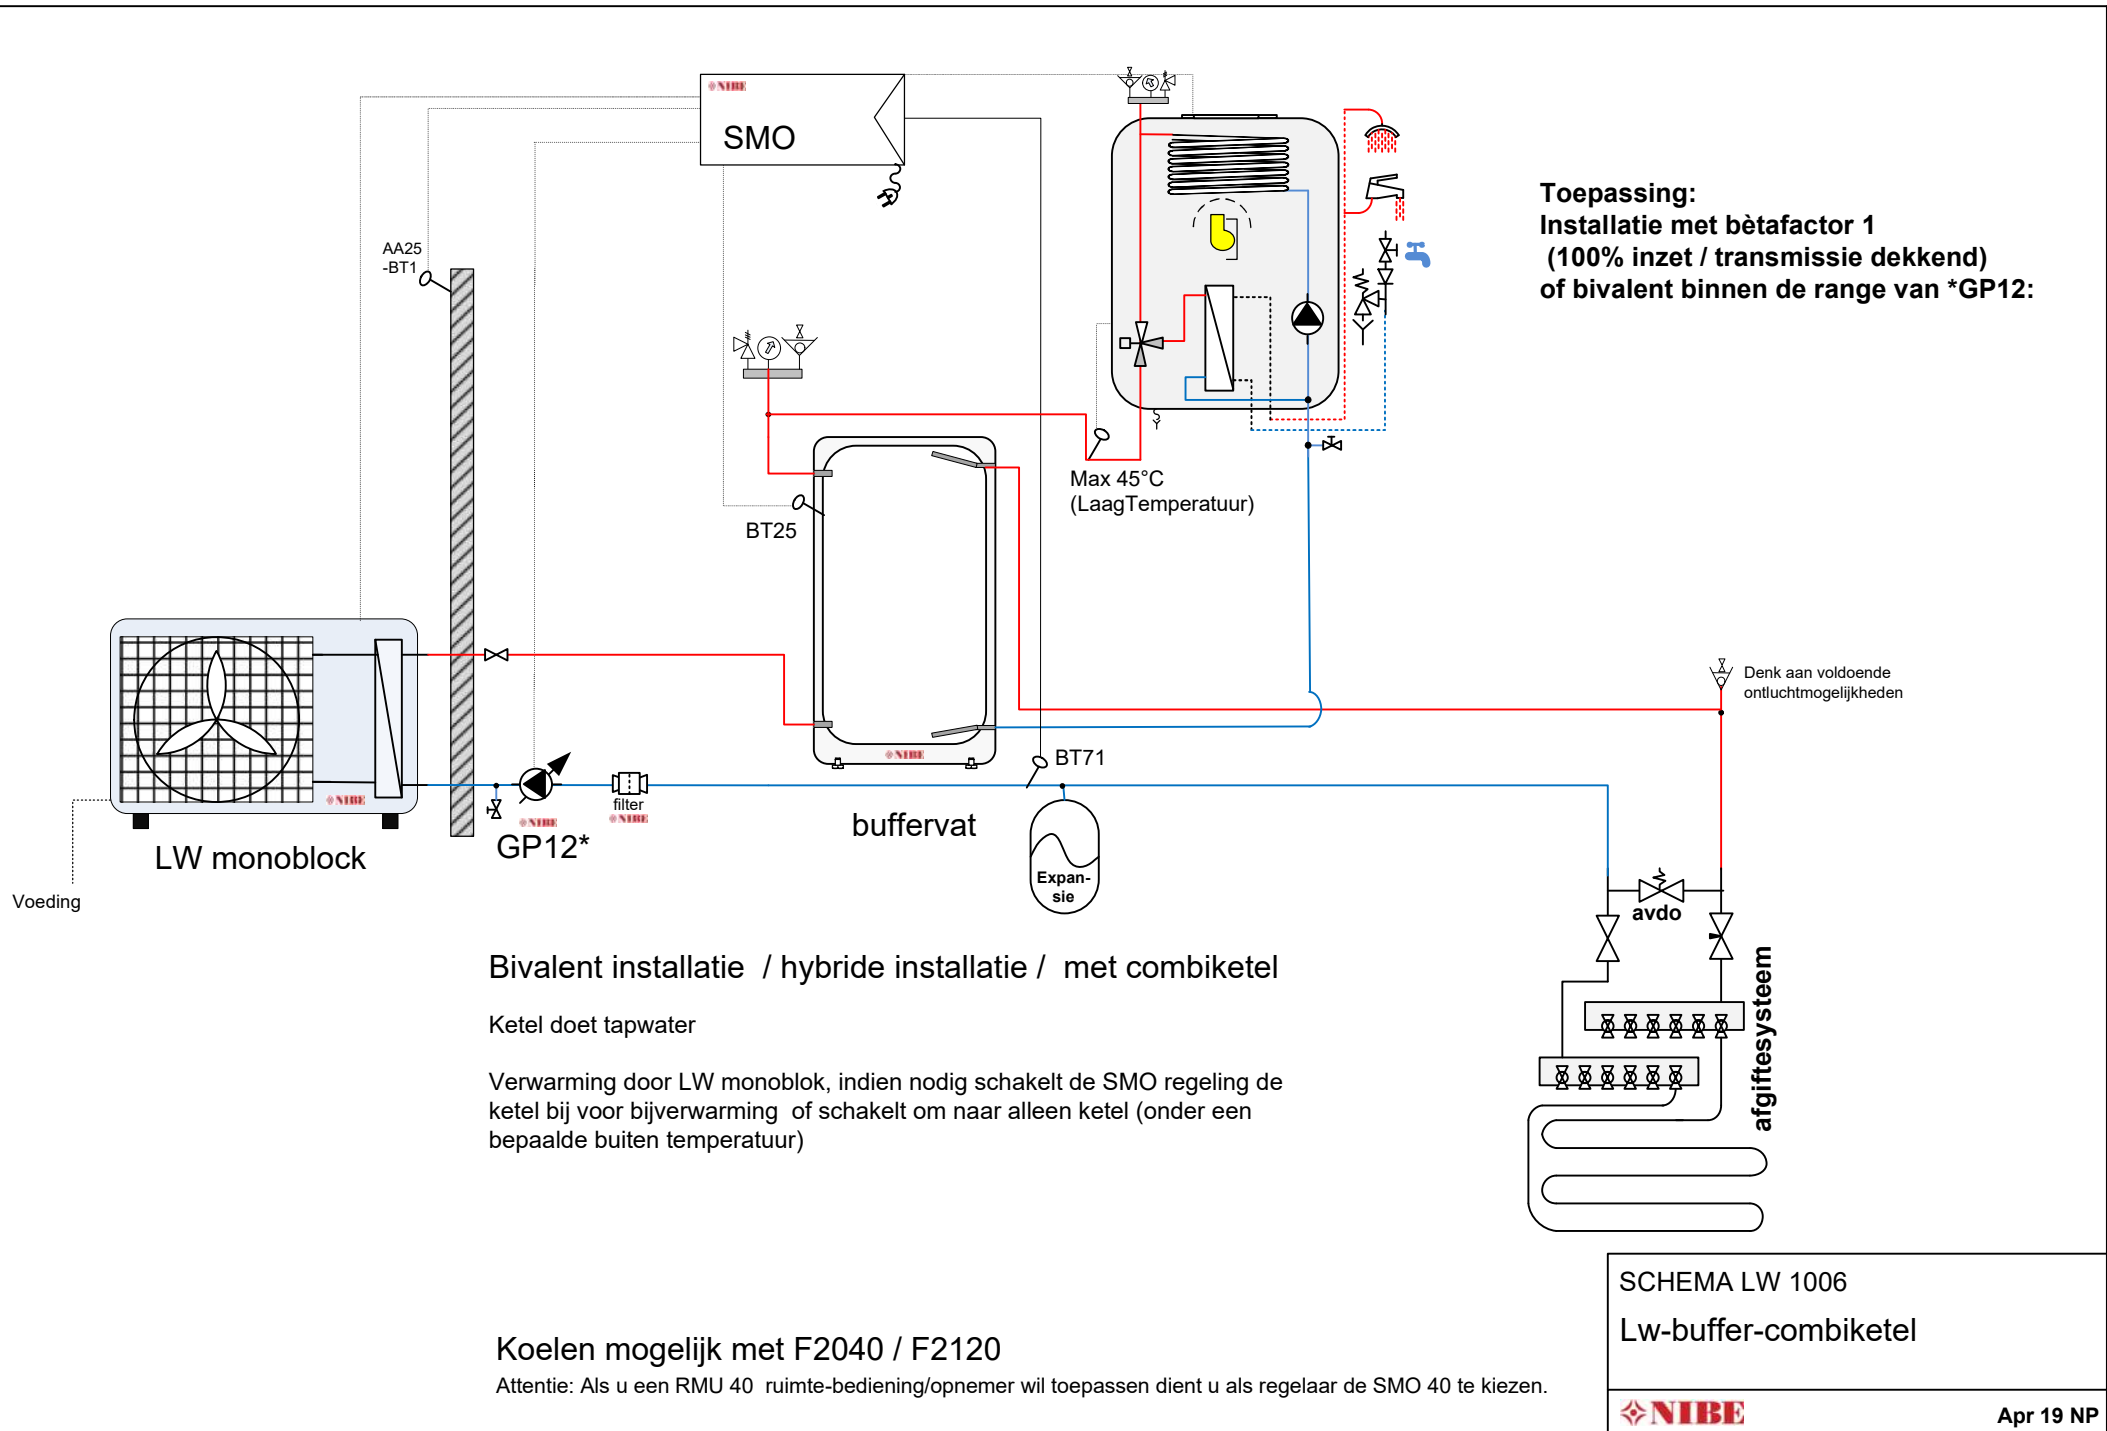 NIBE
SMO
AA25
-BT1
Toepassing:
Installatie met bètafactor 1
(100% inzet / transmissie dekkend)
of bivalent binnen de range van *GP12:
Max 45°C
(LaagTemperatuur)
BT25
Denk aan voldoende
ontluchtmogelijkheden
NIBE
BT71
NIBE
filter
NIBE
NIBE
GP12*
buffervat
LW monoblock
Expan-
sie
Voeding
avdo
afgiftesysteem
Bivalent installatie / hybride installatie / met combiketel
Ketel doet tapwater
Verwarming door LW monoblok, indien nodig schakelt de SMO regeling de
ketel bij voor bijverwarming of schakelt om naar alleen ketel (onder een
bepaalde buiten temperatuur)
SCHEMA LW 1006
Lw-buffer-combiketel
Koelen mogelijk met F2040 / F2120
Attentie: Als u een RMU 40 ruimte-bediening/opnemer wil toepassen dient u als regelaar de SMO 40 te kiezen.
NIBE
Apr 19 NP